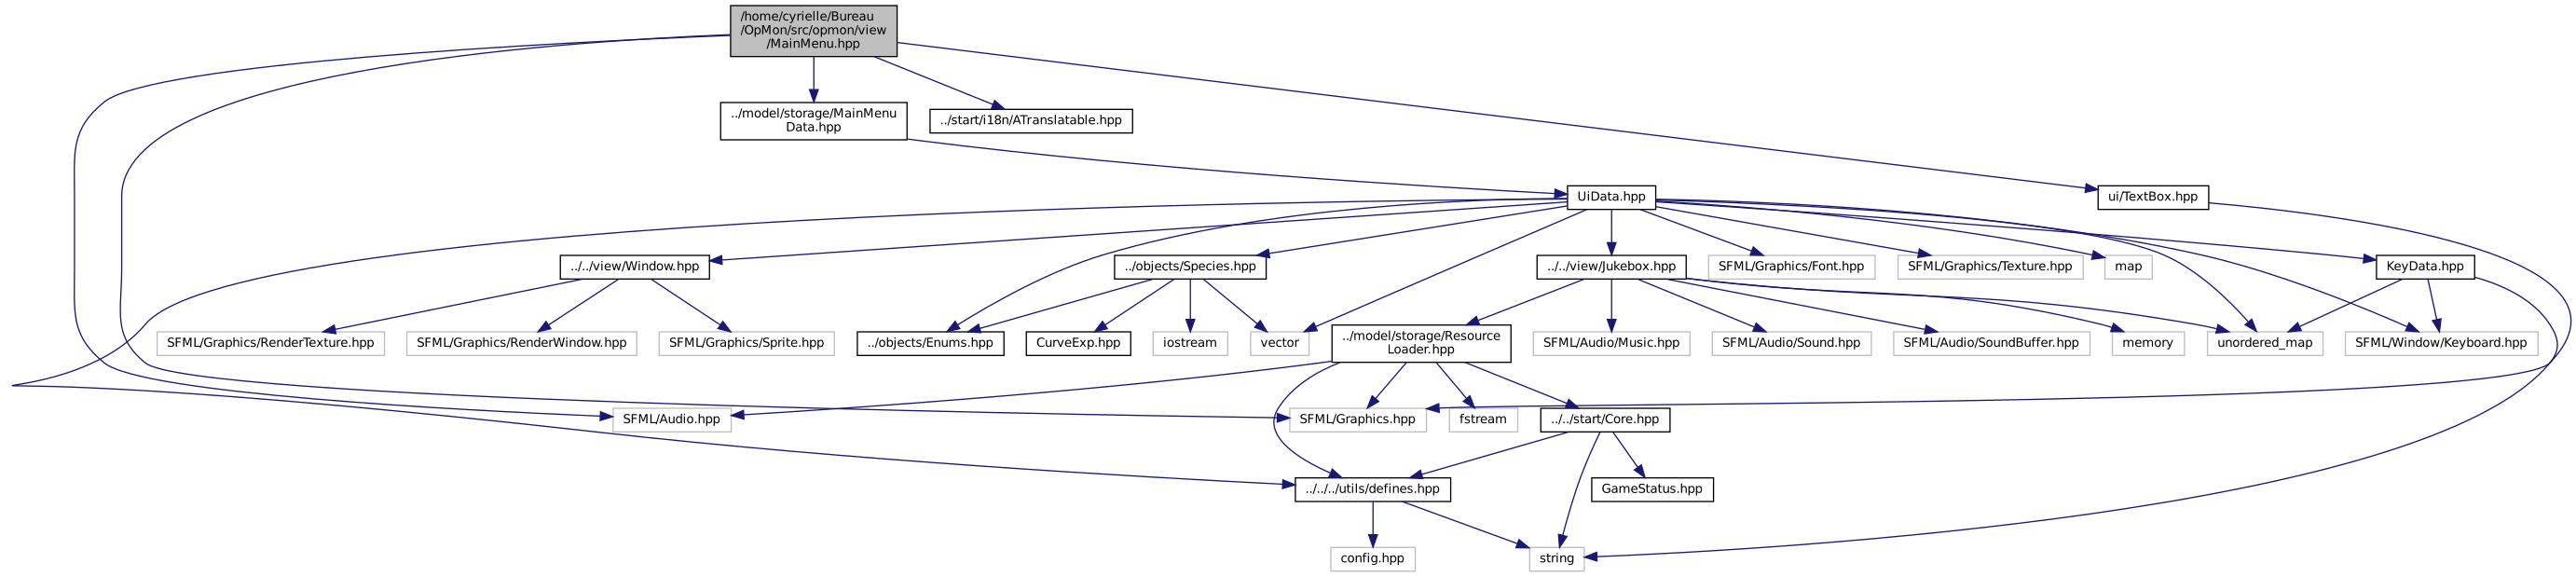 /home/cyrielle/Bureau
/OpMon/src/opmon/view
/MainMenu.hpp
../model/storage/MainMenu
Data.hpp
../start/i18n/ATranslatable.hpp
UiData.hpp
ui/TextBox.hpp
../../view/Window.hpp
../objects/Species.hpp
../../view/Jukebox.hpp
SFML/Graphics/Font.hpp
SFML/Graphics/Texture.hpp
map
KeyData.hpp
SFML/Graphics/RenderTexture.hpp
SFML/Graphics/RenderWindow.hpp
SFML/Graphics/Sprite.hpp
../objects/Enums.hpp
CurveExp.hpp
iostream
vector
../model/storage/Resource
Loader.hpp
SFML/Audio/Music.hpp
SFML/Audio/Sound.hpp
SFML/Audio/SoundBuffer.hpp
memory
unordered_map
SFML/Window/Keyboard.hpp
SFML/Audio.hpp
SFML/Graphics.hpp
fstream
../../start/Core.hpp
../../../utils/defines.hpp
GameStatus.hpp
config.hpp
string